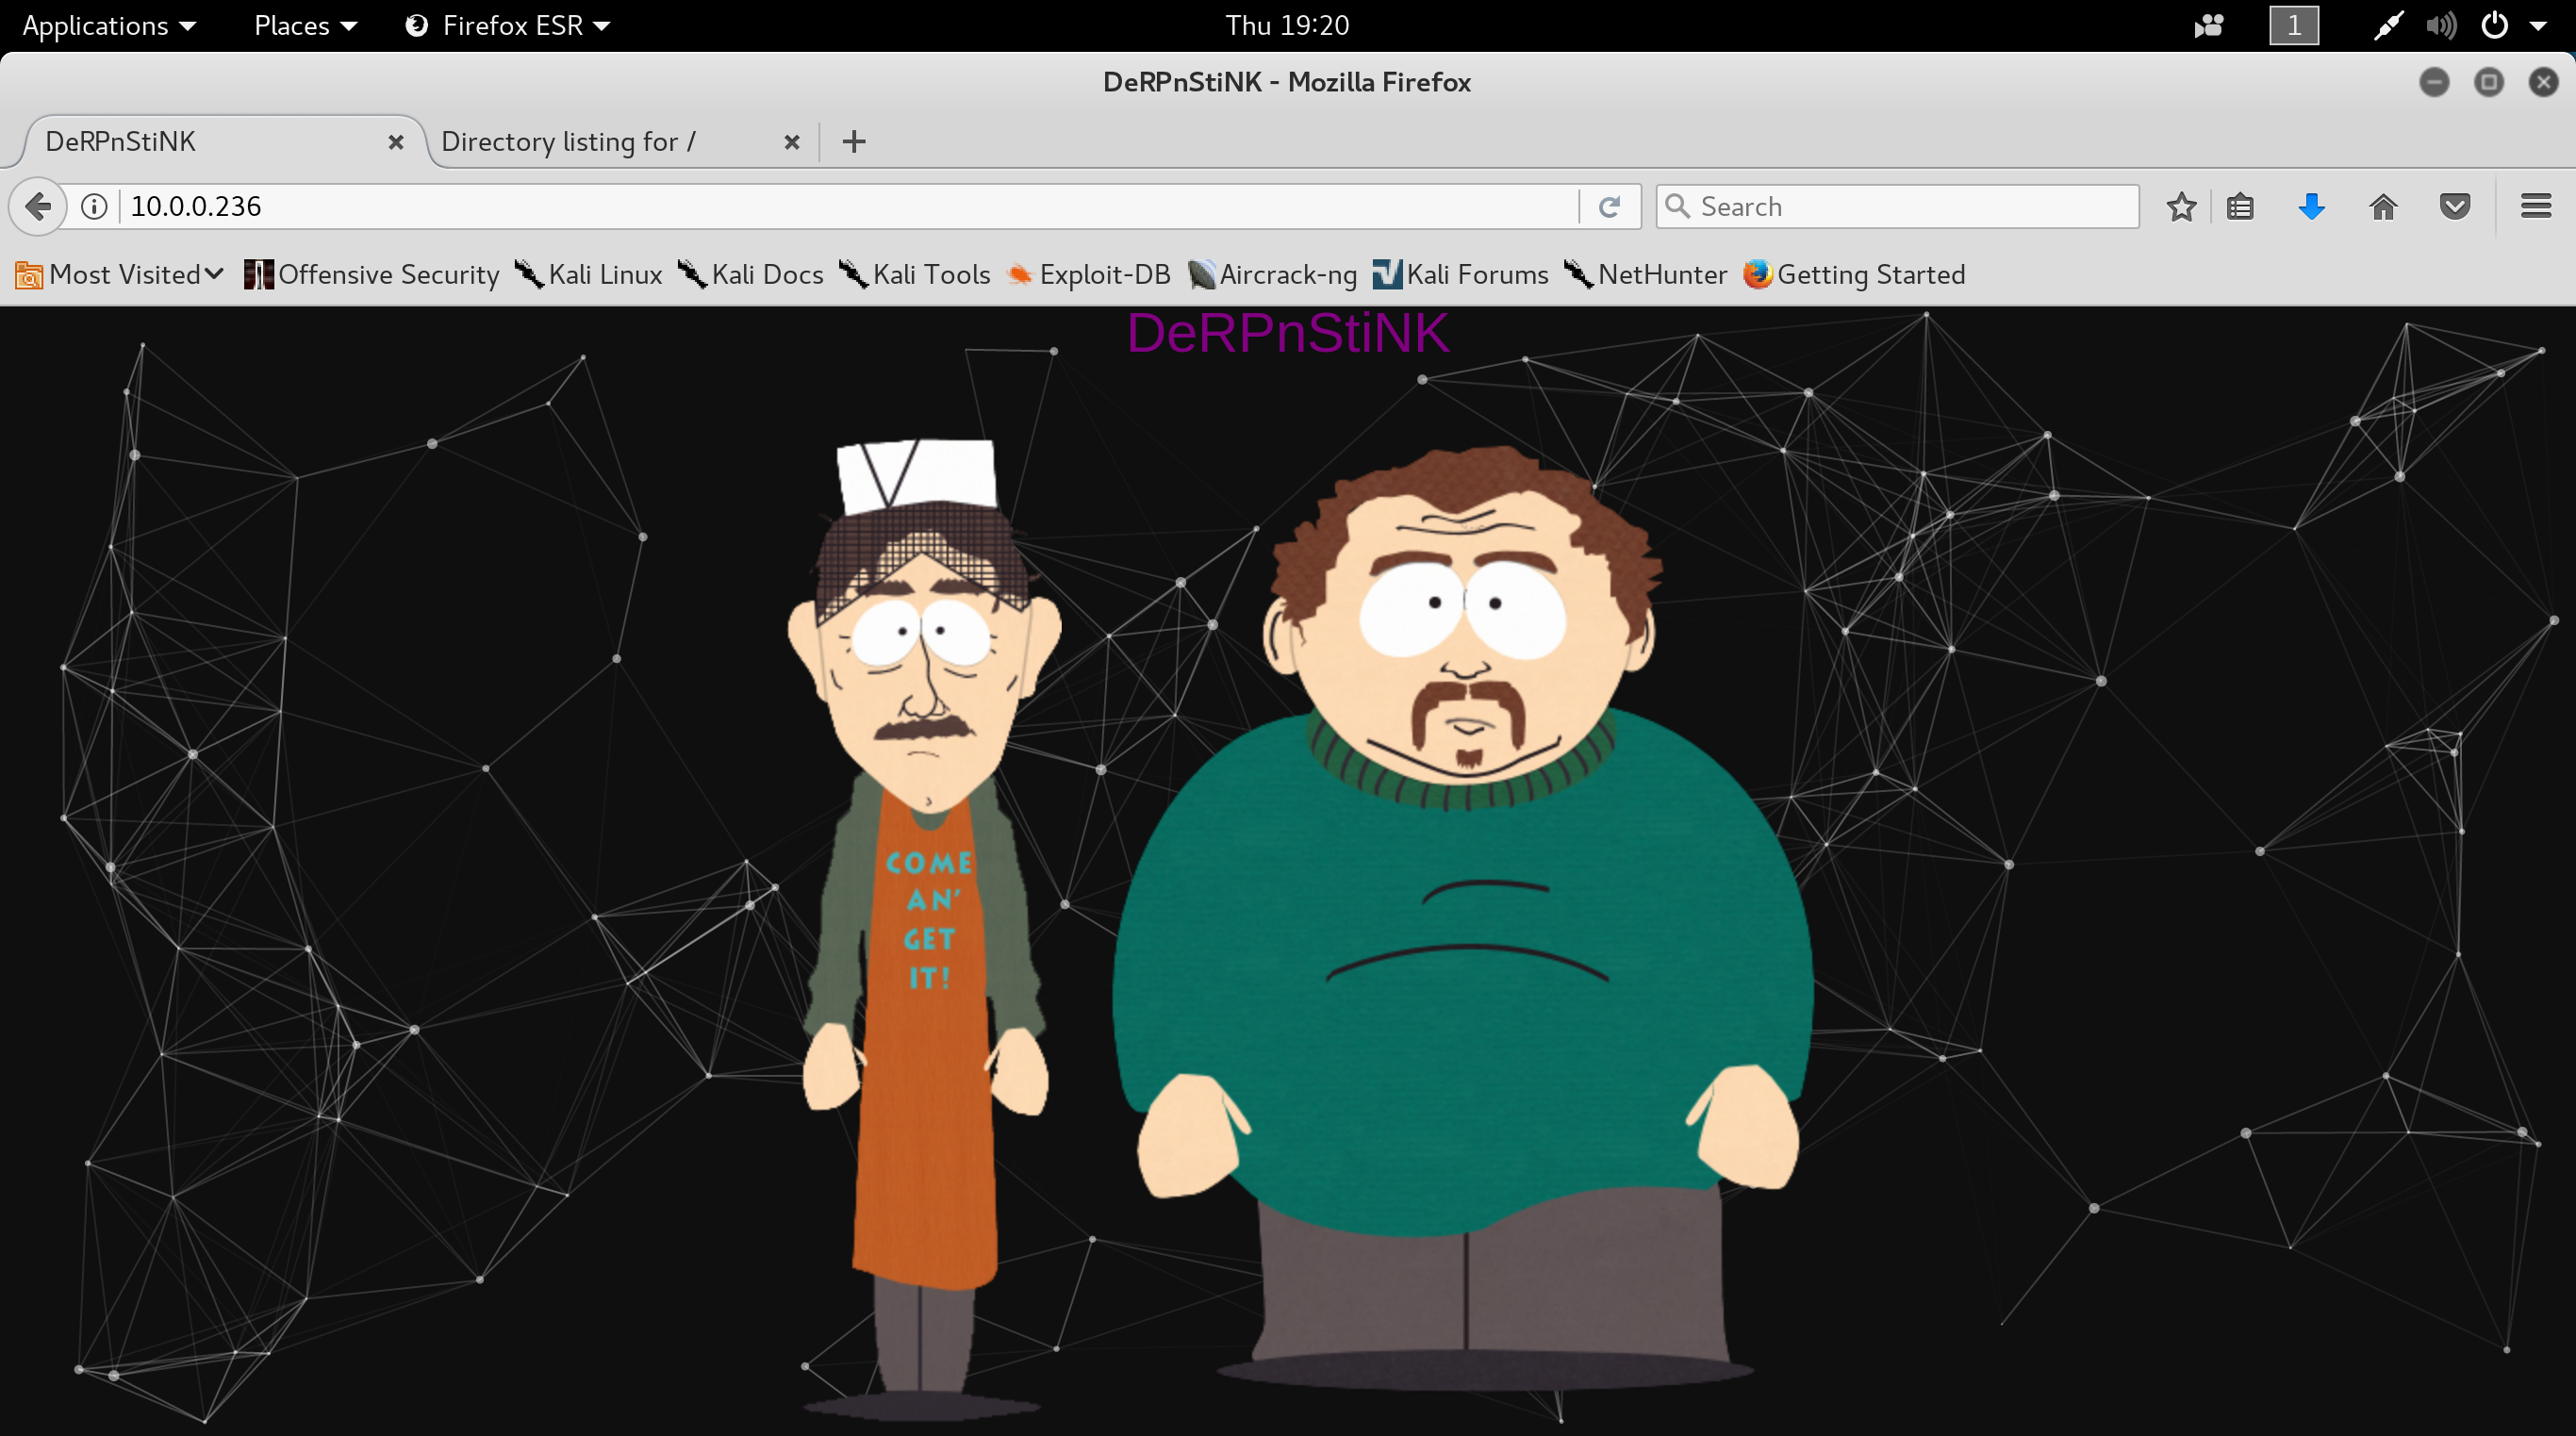 Applications Places Firefox ESR Thu 19:20 1
DeRPnStiNK - Mozilla Firefox
DeRPnStiNK Directory listing for /
10.0.0.236 Search
Most Visited Offensive Security Kali Linux Kali Docs Kali Tools Exploit-DB Aircrack-ng Kali Forums NetHunter Getting Started
DeRPnStiNK
COME
AN'
GET
IT!